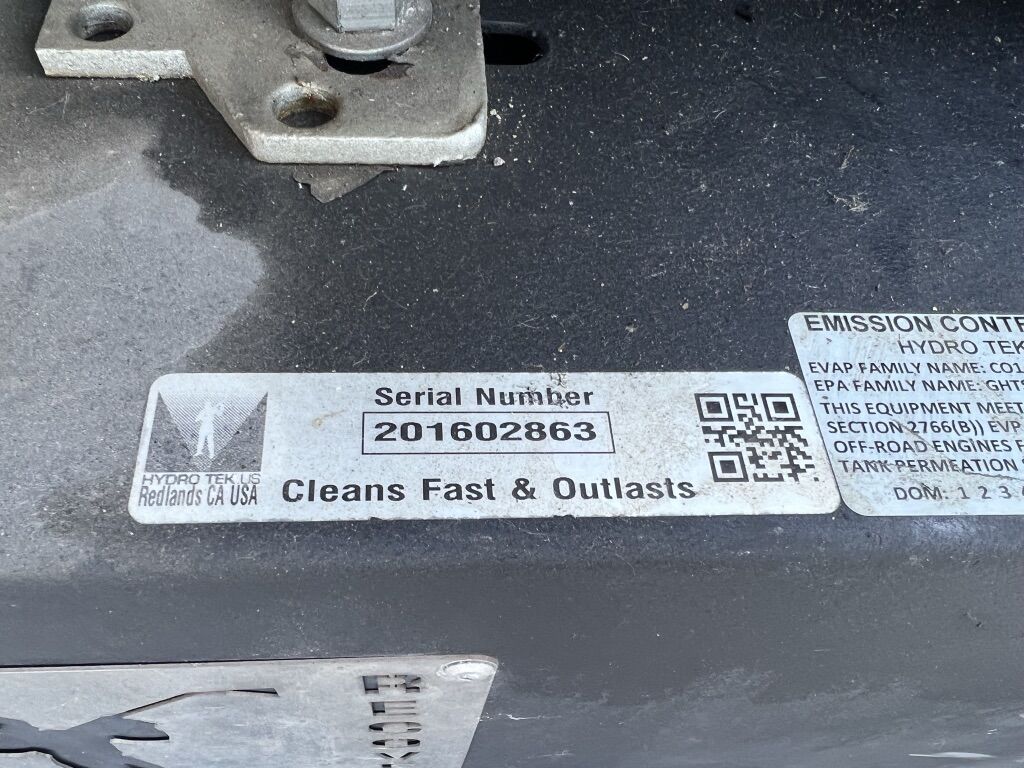 EMISSION CONTR
HYDRO TEK
EVAP FAMILY NAME: C01
EPA FAMILY NAME: GHT
THIS EQUIPMENT MEET
SECTION 2766(B)) EVP
OFF-ROAD ENGINES F
TANK PERMEATION
DOM: 1 2 3
Serial Number
201602863
HYDRO TEK.US
Redlands CA USA
Cleans Fast & Outlasts